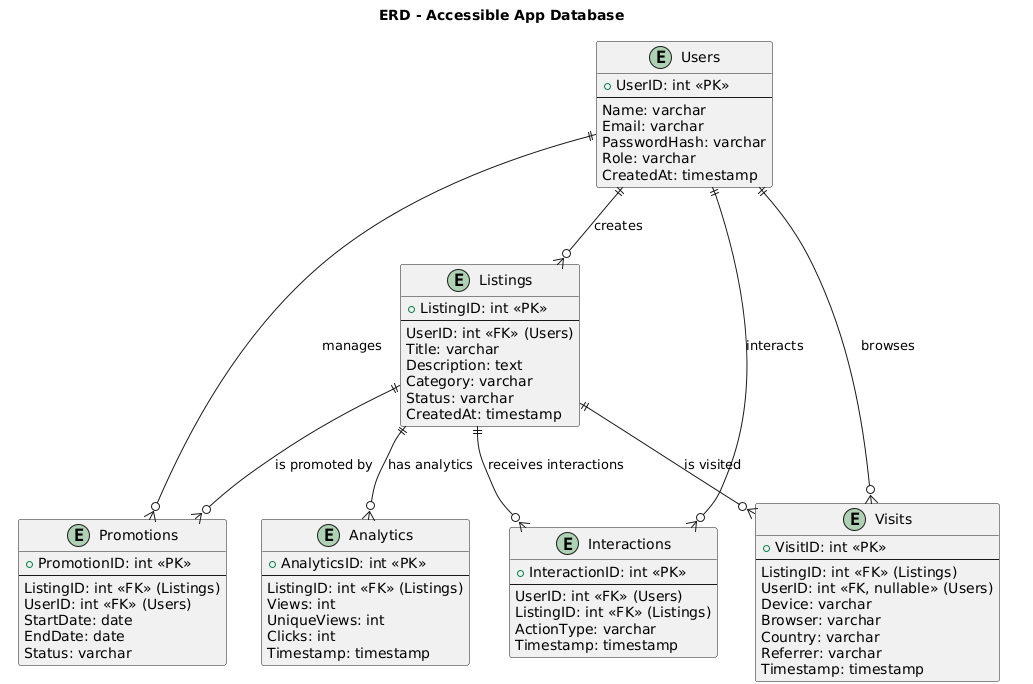 ERD - Accessible App Database
E Users
UserID: int «PK»
Name: varchar
Email: varchar
PasswordHash: varchar
Role: varchar
CreatedAt: timestamp
creates
E Listings
ListingID: int «PK»
UserID: int «FK» (Users)
Title: varchar
Description: text
Category: varchar
Status: varchar
CreatedAt: timestamp
manages
interacts
browses
is promoted by
has analytics
receives interactions
is visited
E Promotions
PromotionID: int «PK»
ListingID: int «FK» (Listings)
UserID: int «FK» (Users)
StartDate: date
EndDate: date
Status: varchar
E Analytics
AnalyticsID: int «PK»
ListingID: int «FK» (Listings)
Views: int
UniqueViews: int
Clicks: int
Timestamp: timestamp
E Interactions
InteractionID: int «PK»
UserID: int «FK» (Users)
ListingID: int «FK» (Listings)
ActionType: varchar
Timestamp: timestamp
E Visits
VisitID: int «PK»
ListingID: int «FK» (Listings)
UserID: int «FK, nullable» (Users)
Device: varchar
Browser: varchar
Country: varchar
Referrer: varchar
Timestamp: timestamp